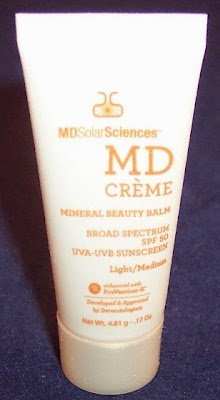 MDSolarSciences™
MD
CRÈME
MINERAL BEAUTY BALM
BROAD SPECTRUM
SPF 50
UVA-UVB SUNSCREEN
Light/Medium
enhanced with
Developed & Approved
by Dermatologists
Net Wt. 4.81 g - .17 Oz.